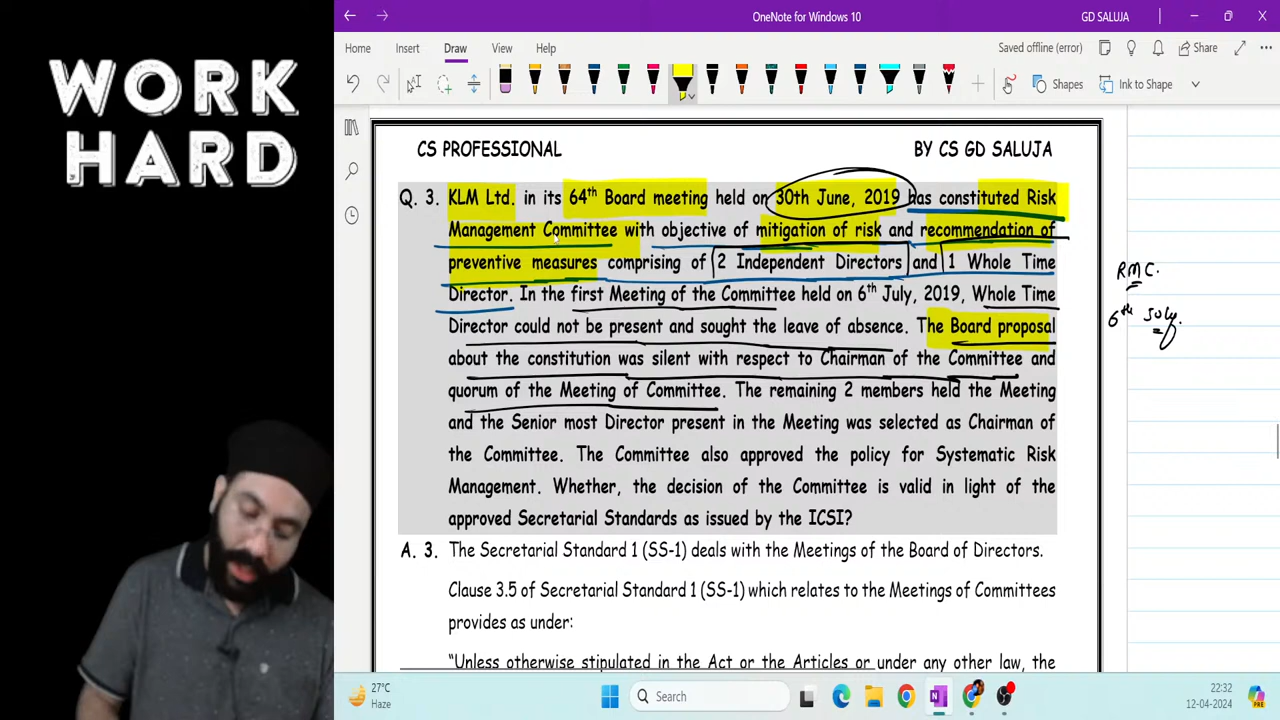 WORK
HARD
OneNote for Windows 10
GD SALUJA
Home Insert Draw View Help
Saved offline (error)
Share
Shapes
Ink to Shape
CS PROFESSIONAL
BY CS GD SALUJA
Q. 3. KLM Ltd. in its 64th Board meeting held on 30th June, 2019 has constituted Risk
Management Committee with objective of mitigation of risk and recommendation of
preventive measures comprising of 2 Independent Directors and 1 Whole Time
Director. In the first Meeting of the Committee held on 6th July, 2019, Whole Time
Director could not be present and sought the leave of absence. The Board proposal
about the constitution was silent with respect to Chairman of the Committee and
quorum of the Meeting of Committee. The remaining 2 members held the Meeting
and the Senior most Director present in the Meeting was selected as Chairman of
the Committee. The Committee also approved the policy for Systematic Risk
Management. Whether, the decision of the Committee is valid in light of the
approved Secretarial Standards as issued by the ICSI?
RMC.
6th July.
A. 3. The Secretarial Standard 1 (SS-1) deals with the Meetings of the Board of Directors.
Clause 3.5 of Secretarial Standard 1 (SS-1) which relates to the Meetings of Committees
provides as under:
"Unless otherwise stipulated in the Act or the Articles or under any other law, the
27°C
Haze
Search
22:32
12-04-2024